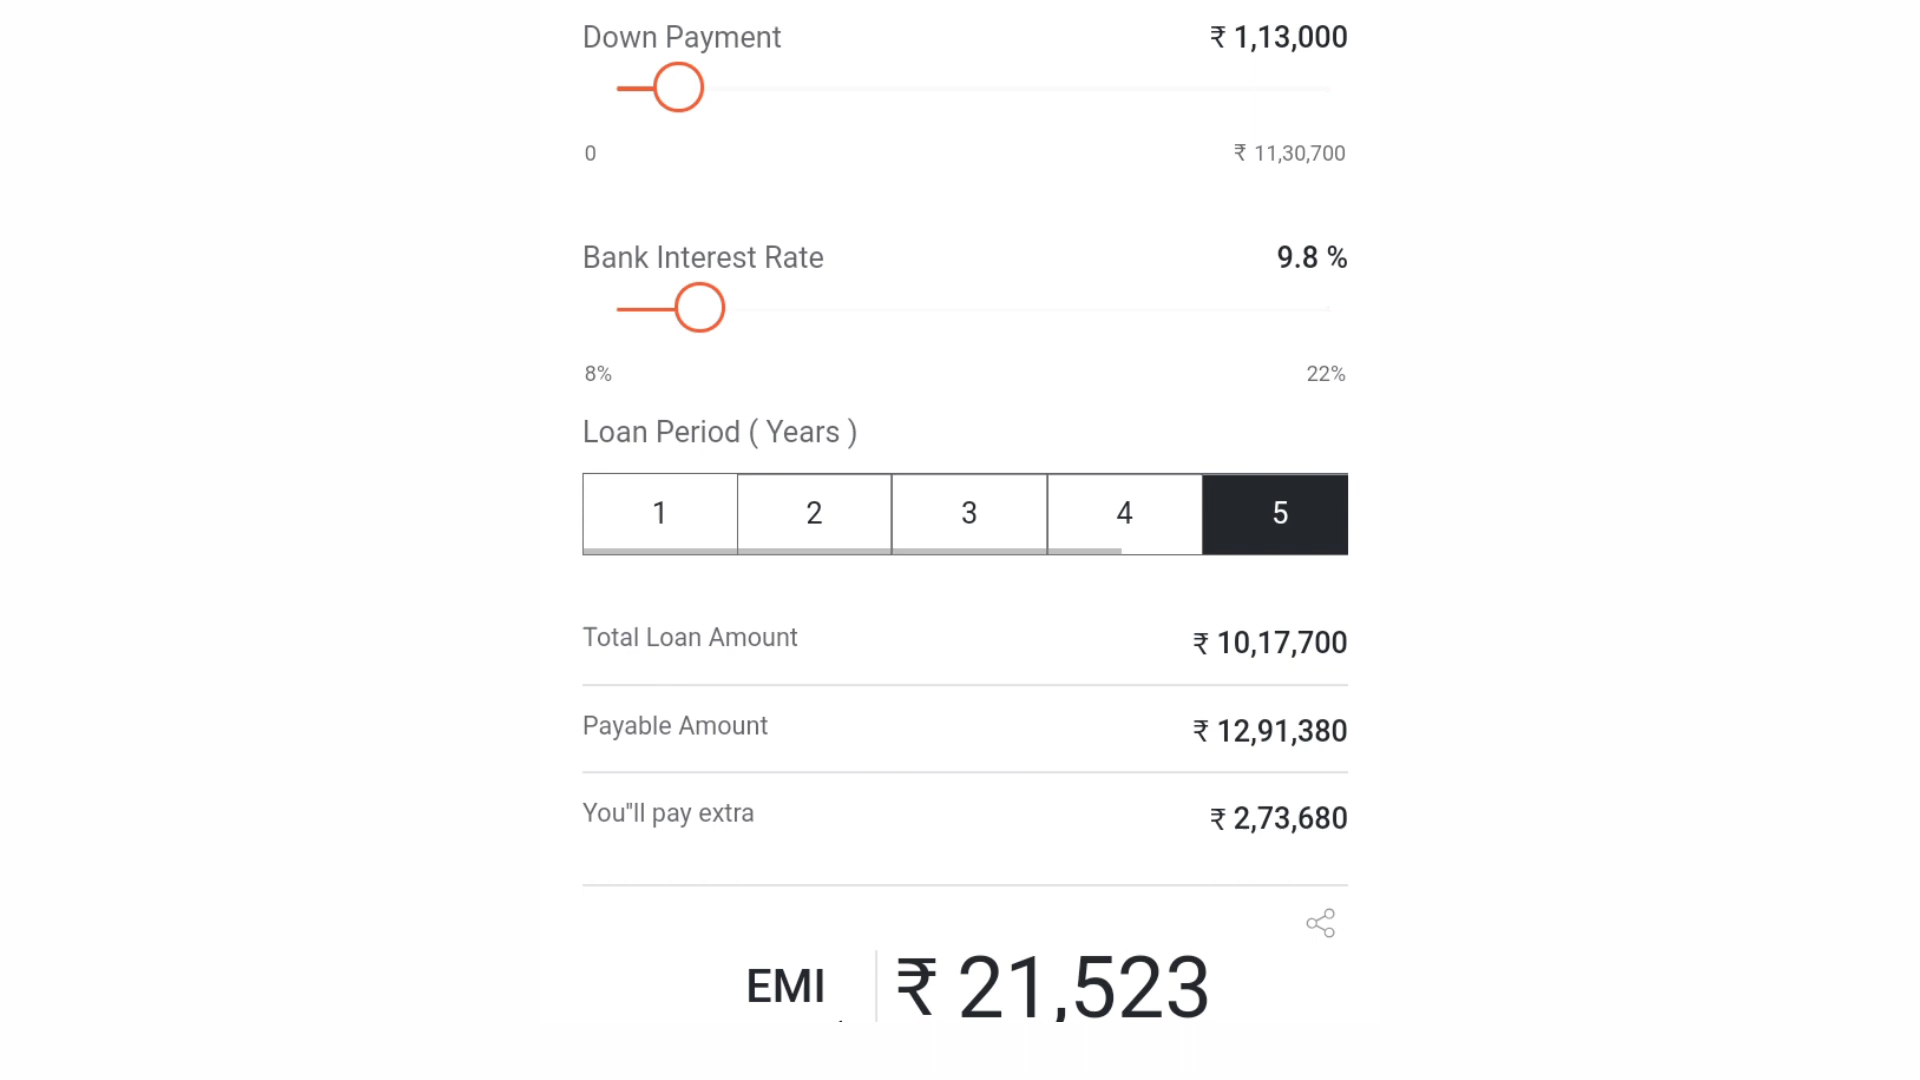 Down Payment ₹ 1,13,000
0 ₹ 11,30,700
Bank Interest Rate 9.8 %
8% 22%
Loan Period ( Years )
1 2 3 4 5
Total Loan Amount ₹ 10,17,700
Payable Amount ₹ 12,91,380
You"ll pay extra ₹ 2,73,680
EMI ₹ 21,523